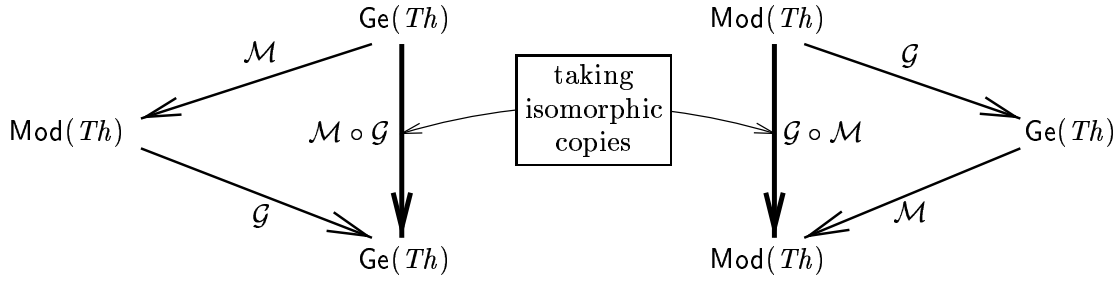 Ge(Th)
Mod(Th)
ℳ
𝒢
taking
isomorphic
copies
Mod(Th)
ℳ ∘ 𝒢
𝒢 ∘ ℳ
Ge(Th)
𝒢
ℳ
Ge(Th)
Mod(Th)